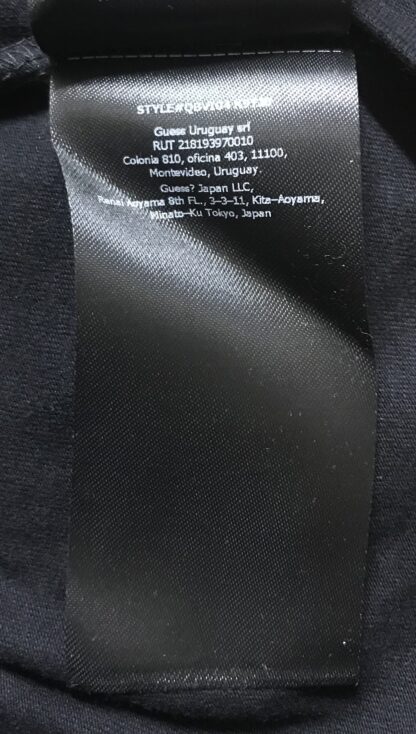 Guess Uruguay srl
RUT 218193970010
Colonia 810, oficina 403, 11100,
Montevideo, Uruguay.
Guess? Japan LLC,
Aoyama 8th FL., 3-3-11, Kita-Aoyama,
Minato-Ku Tokyo, Japan